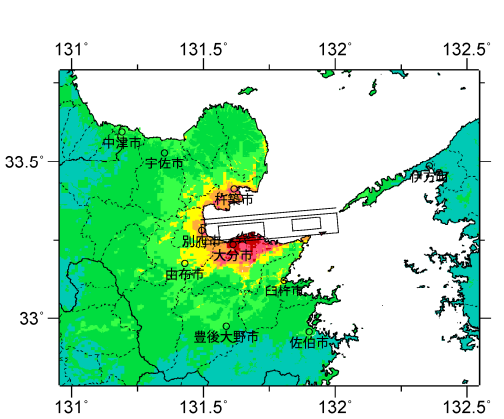 131° 131.5° 132° 132.5°
中津市
宇佐市
33.5°
伊方町
杵築市
別府市
大分市
由布市
臼杵市
33°
豊後大野市
佐伯市
131° 131.5° 132° 132.5°